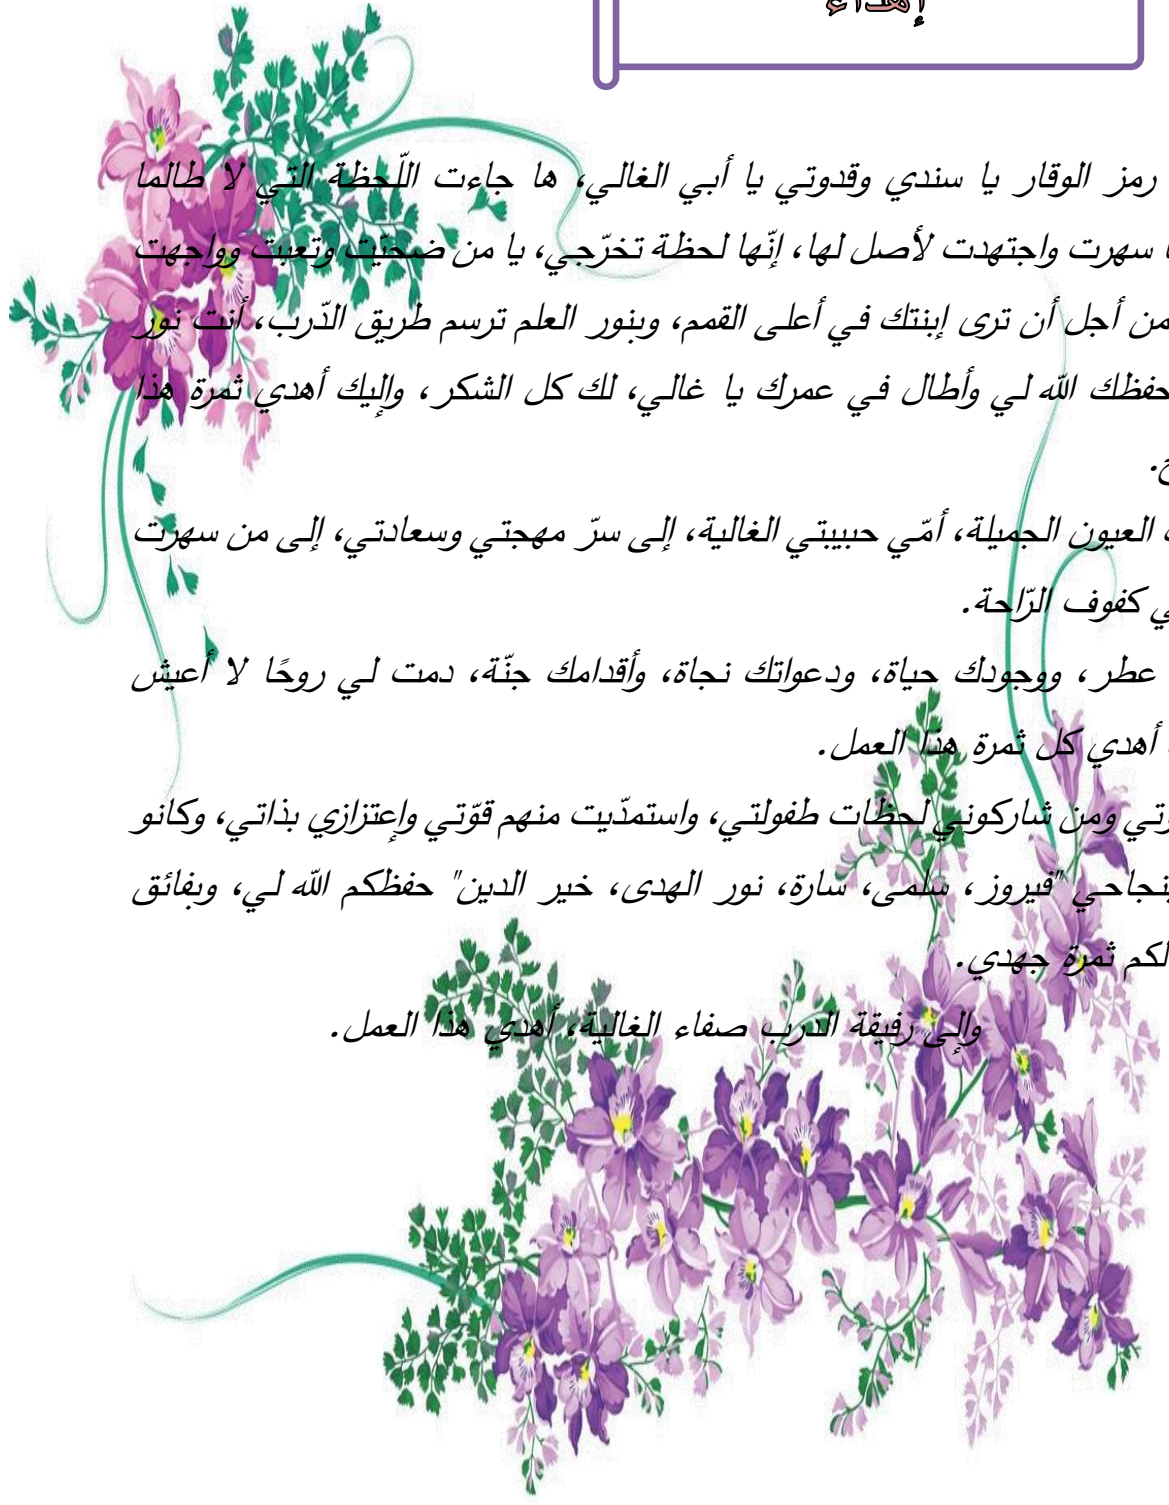 إهداء
رمز الوقار يا سندي وقدوتي يا أبي الغالي، ها جاءت اللّحظة التي لا طالما
سهرت واجتهدت لأصل لها، إنّها لحظة تخرّجي، يا من ضحيّت وتعبت وواجهت
من أجل أن ترى إبنتك في أعلى القمم، وبنور العلم ترسم طريق الدّرب، أنت نور
حفظك الله لي وأطال في عمرك يا غالي، لك كل الشكر، وإليك أهدي ثمرة هذا
العيون الجميلة، أمّي حبيبتي الغالية، إلى سرّ مهجتي وسعادتي، إلى من سهرت
كفوف الرّاحة.
عطر، ووجودك حياة، ودعواتك نجاة، وأقدامك جنّة، دمت لي روحًا لا أعيش
أهدي كل ثمرة هذا العمل.
ومن شاركوني لحظات طفولتي، واستمدّيت منهم قوّتي وإعتزازي بذاتي، وكانو
"فيروز، سلمى، سارة، نور الهدى، خير الدين" حفظكم الله لي، وبفائق
لكم ثمرة جهدي.
وإلى رفيقة الدرب صفاء الغالية، أهدي هذا العمل.